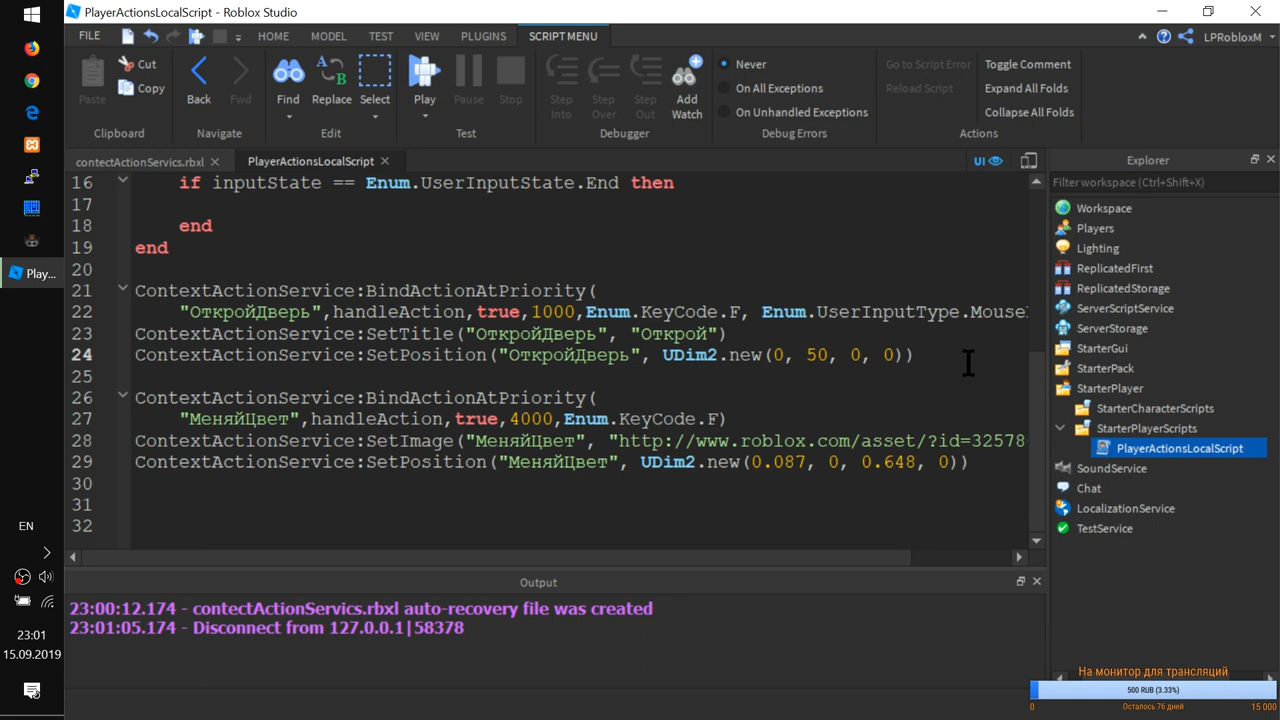 PlayerActionsLocalScript - Roblox Studio
FILE HOME MODEL TEST VIEW PLUGINS SCRIPT MENU LPRobloxM
Paste Cut Copy Back Fwd Find Replace Select Play Pause Stop Step Into Step Over Step Out Add Watch
Never
On All Exceptions
On Unhandled Exceptions
Go to Script Error
Reload Script
Toggle Comment
Expand All Folds
Collapse All Folds
Clipboard Navigate Edit Test Debugger Debug Errors Actions
contectActionServics.rbxl PlayerActionsLocalScript UI
16 if inputState == Enum.UserInputState.End then
17
18 end
19 end
20
21 ContextActionService:BindActionAtPriority(
22 "ОткройДверь",handleAction,true,1000,Enum.KeyCode.F, Enum.UserInputType.Mouse
23 ContextActionService:SetTitle("ОткройДверь", "Открой")
24 ContextActionService:SetPosition("ОткройДверь", UDim2.new(0, 50, 0, 0))
25
26 ContextActionService:BindActionAtPriority(
27 "МеняйЦвет",handleAction,true,4000,Enum.KeyCode.F)
28 ContextActionService:SetImage("МеняйЦвет", "http://www.roblox.com/asset/?id=32578
29 ContextActionService:SetPosition("МеняйЦвет", UDim2.new(0.087, 0, 0.648, 0))
30
31
32
Explorer
Filter workspace (Ctrl+Shift+X)
Workspace
Players
Lighting
ReplicatedFirst
ReplicatedStorage
ServerScriptService
ServerStorage
StarterGui
StarterPack
StarterPlayer
StarterCharacterScripts
StarterPlayerScripts
PlayerActionsLocalScript
SoundService
Chat
LocalizationService
TestService
Output
23:00:12.174 - contectActionServics.rbxl auto-recovery file was created
23:01:05.174 - Disconnect from 127.0.0.1|58378
Play...
EN
23:01
15.09.2019
На монитор для трансляций
500 RUB (3.33%)
0 Осталось 76 дней 15 000